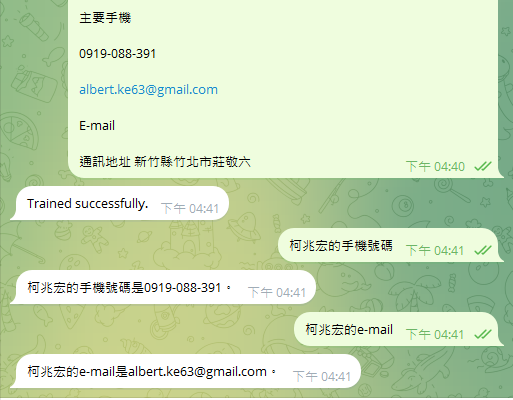 主要手機
0919-088-391
albert.ke63@gmail.com
E-mail
通訊地址 新竹縣竹北市莊敬六
下午 04:40
Trained successfully.
下午 04:41
柯兆宏的手機號碼
下午 04:41
柯兆宏的手機號碼是0919-088-391。
下午 04:41
柯兆宏的e-mail
下午 04:41
柯兆宏的e-mail是albert.ke63@gmail.com。
下午 04:41